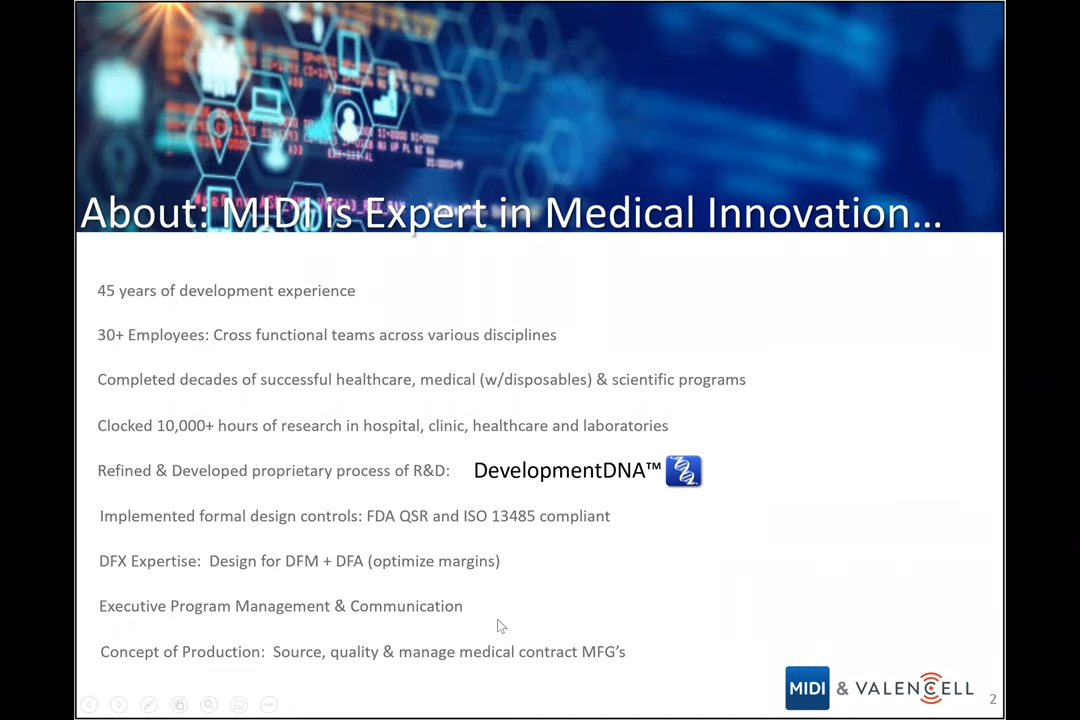 About: MIDI is Expert in Medical Innovation...
45 years of development experience
30+ Employees: Cross functional teams across various disciplines
Completed decades of successful healthcare, medical (w/disposables) & scientific programs
Clocked 10,000+ hours of research in hospital, clinic, healthcare and laboratories
Refined & Developed proprietary process of R&D: DevelopmentDNA™
Implemented formal design controls: FDA QSR and ISO 13485 compliant
DFX Expertise: Design for DFM + DFA (optimize margins)
Executive Program Management & Communication
Concept of Production: Source, quality & manage medical contract MFG's
MIDI & VALENCELL
2